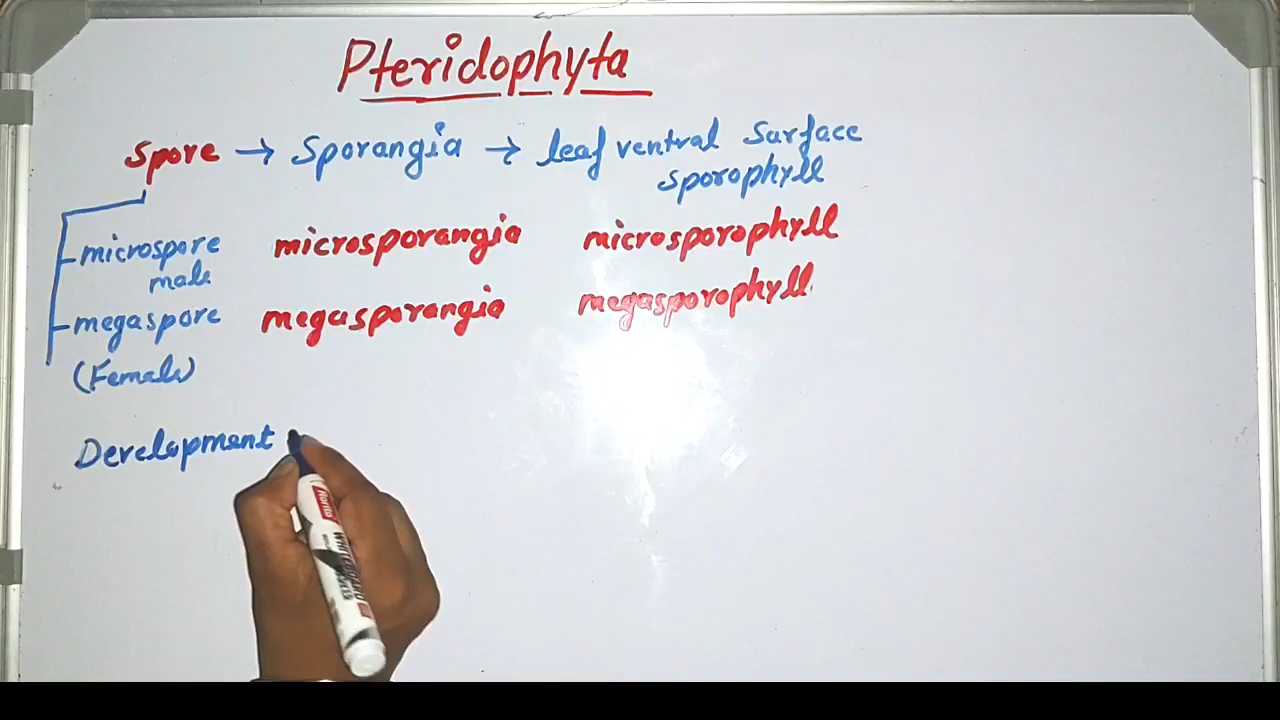 Pteridophyta
Spore → Sporangia → leaf ventral Surface
sporophyll
microspore microsporangia microsporophyll
male
megaspore megasporangia megasporophyll
(Female)
Development